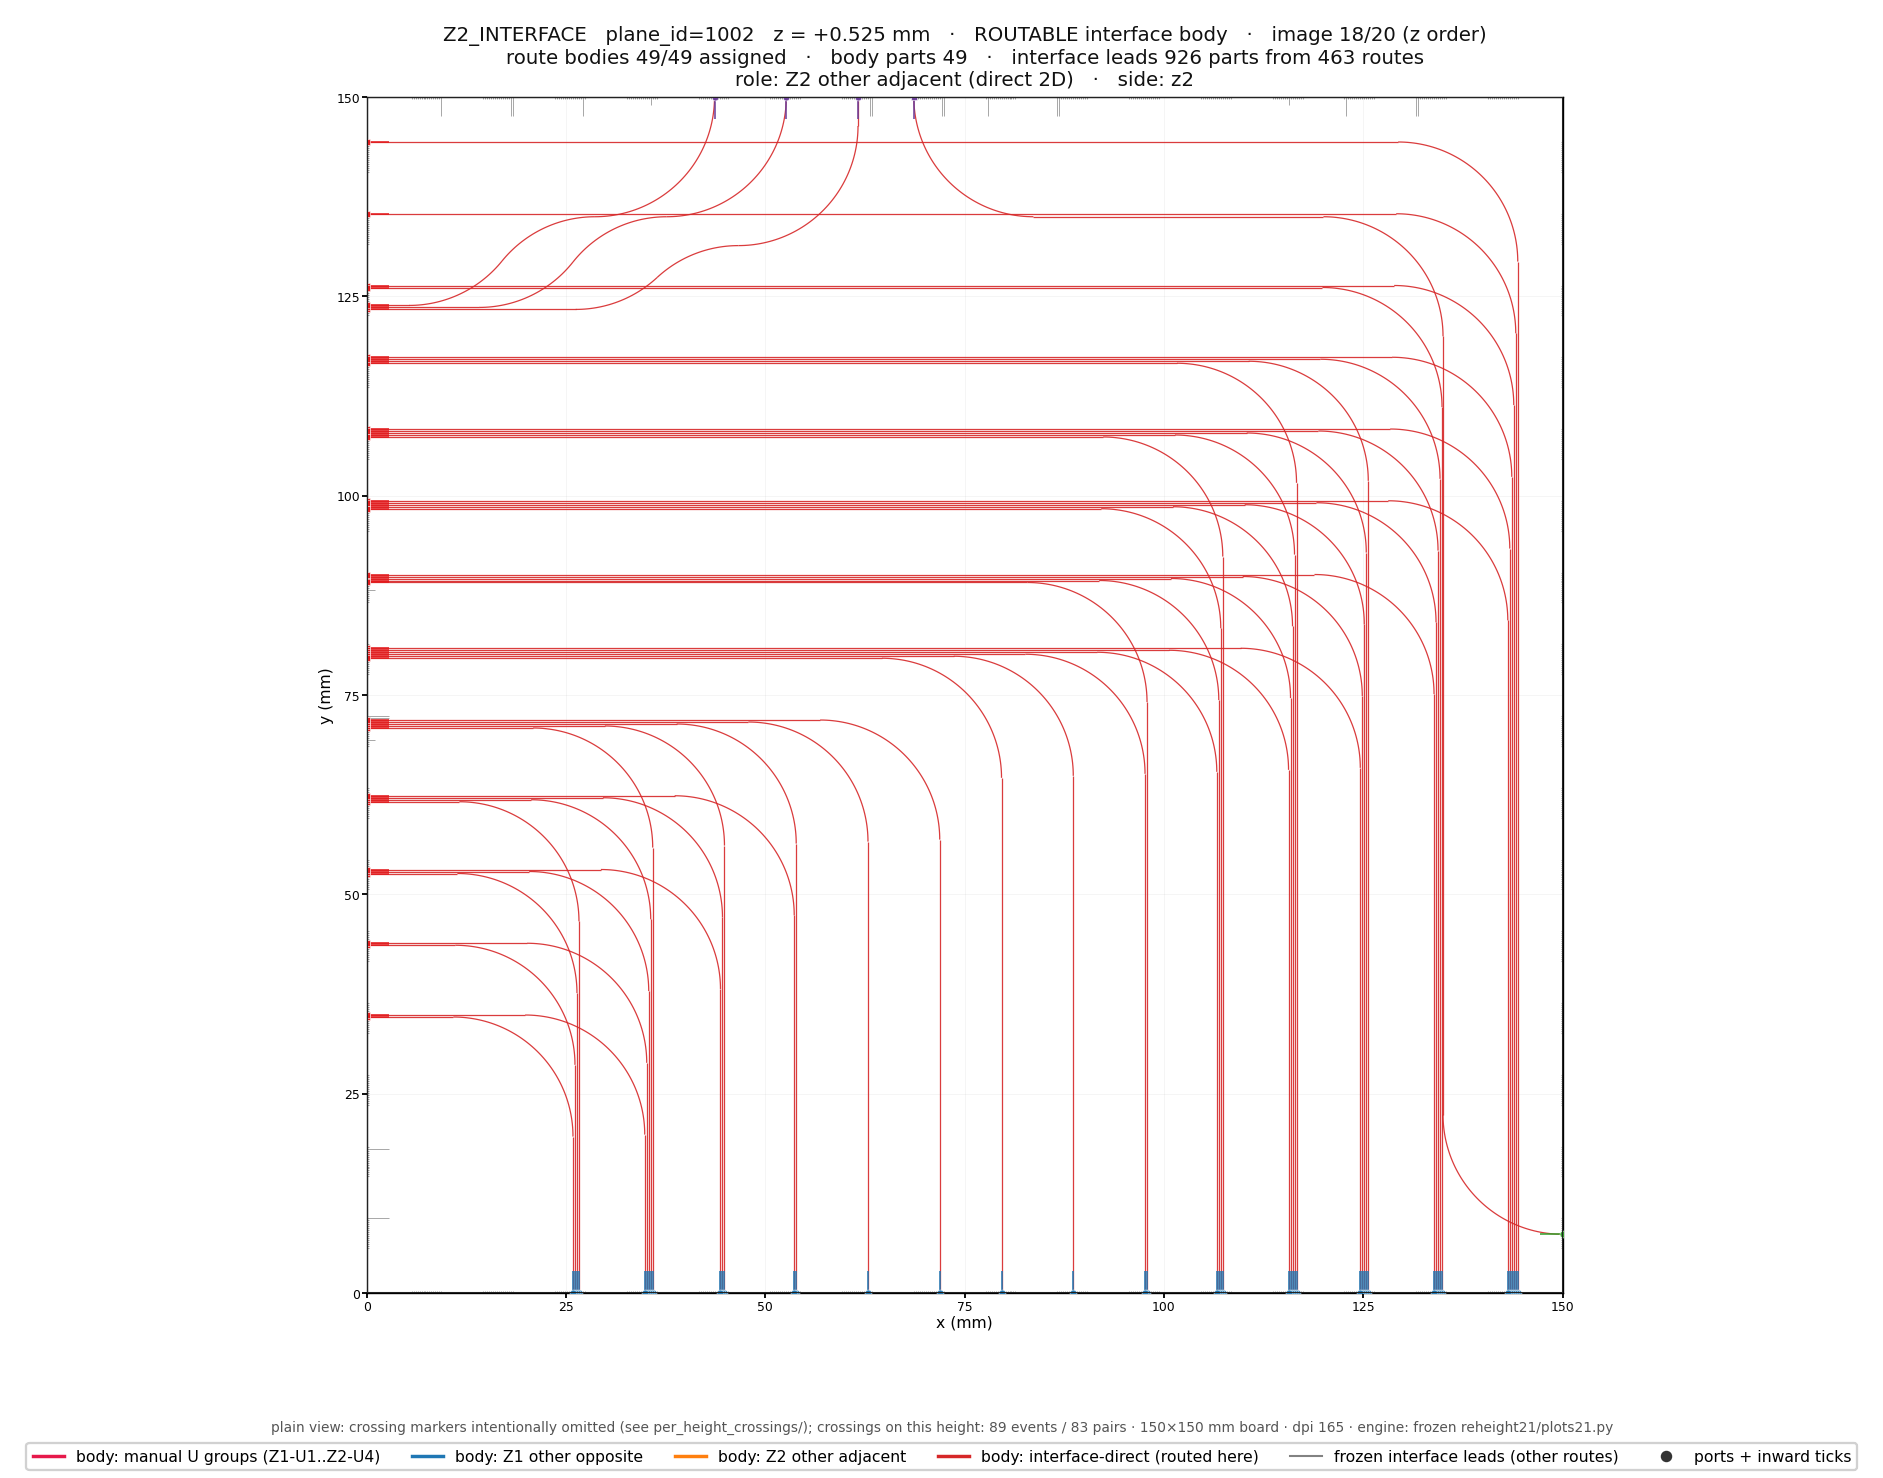 Z2_INTERFACE   plane_id=1002   z = +0.525 mm   ·   ROUTABLE interface body   ·   image 18/20 (z order)
route bodies 49/49 assigned   ·   body parts 49   ·   interface leads 926 parts from 463 routes
role: Z2 other adjacent (direct 2D)   ·   side: z2
150
125
100
75
50
25
0
y (mm)
0 25 50 75 100 125 150
x (mm)
plain view: crossing markers intentionally omitted (see per_height_crossings/); crossings on this height: 89 events / 83 pairs · 150×150 mm board · dpi 165 · engine: frozen reheight21/plots21.py
body: manual U groups (Z1-U1..Z2-U4)   body: Z1 other opposite   body: Z2 other adjacent   body: interface-direct (routed here)   frozen interface leads (other routes)   ports + inward ticks